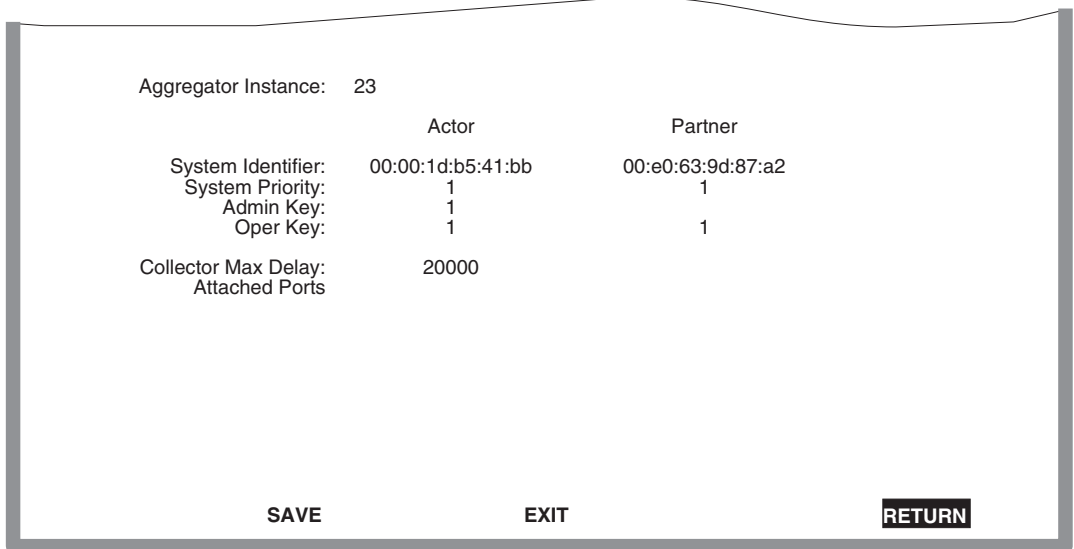 Aggregator Instance: 23
Actor Partner
System Identifier: 00:00:1d:b5:41:bb 00:e0:63:9d:87:a2
System Priority: 1 1
Admin Key: 1
Oper Key: 1 1
Collector Max Delay: 20000
Attached Ports
SAVE EXIT RETURN